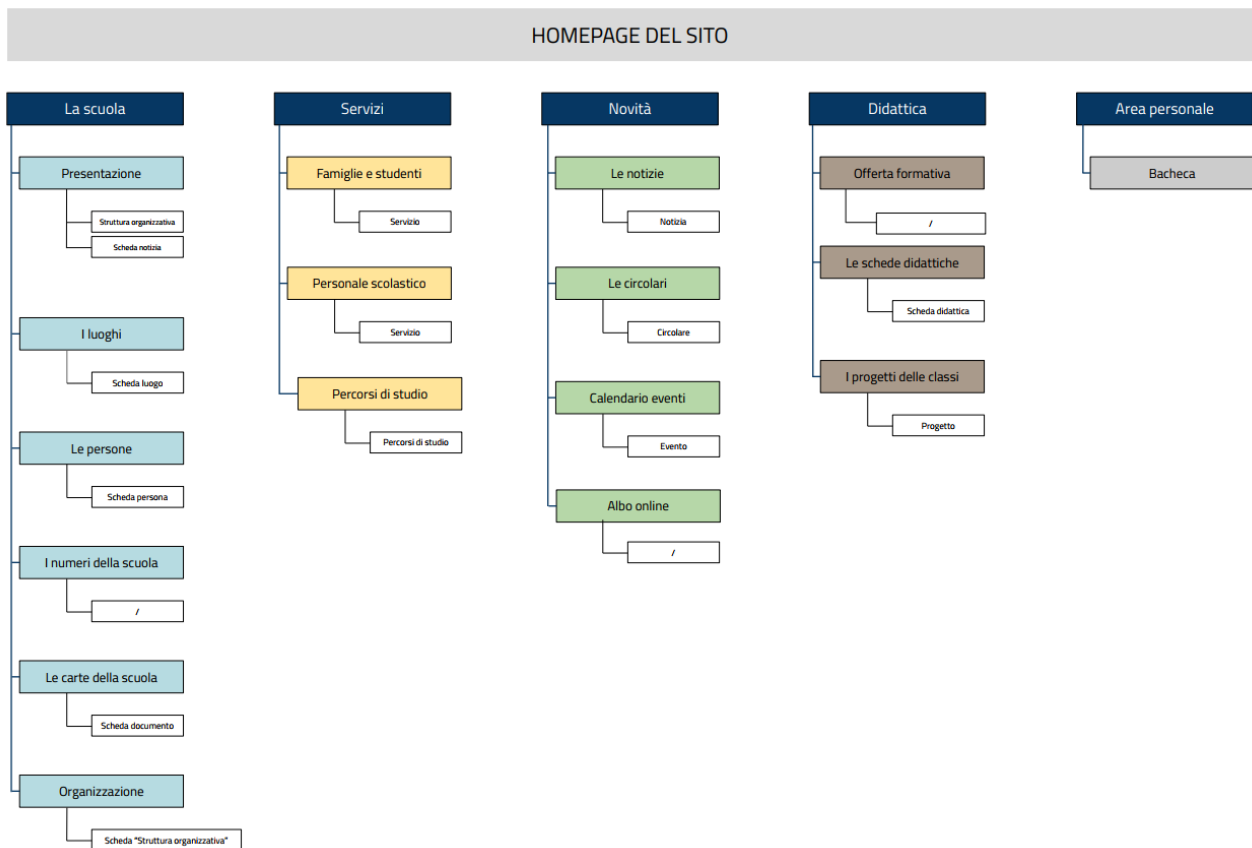 HOMEPAGE DEL SITO
La scuola
Presentazione
Struttura organizzativa
Scheda notizia
I luoghi
Scheda luogo
Le persone
Scheda persona
I numeri della scuola
/
Le carte della scuola
Scheda documento
Organizzazione
Scheda "Struttura organizzativa"
Servizi
Famiglie e studenti
Servizio
Personale scolastico
Servizio
Percorsi di studio
Percorsi di studio
Novità
Le notizie
Notizia
Le circolari
Circolare
Calendario eventi
Evento
Albo online
/
Didattica
Offerta formativa
/
Le schede didattiche
Scheda didattica
I progetti delle classi
Progetto
Area personale
Bacheca